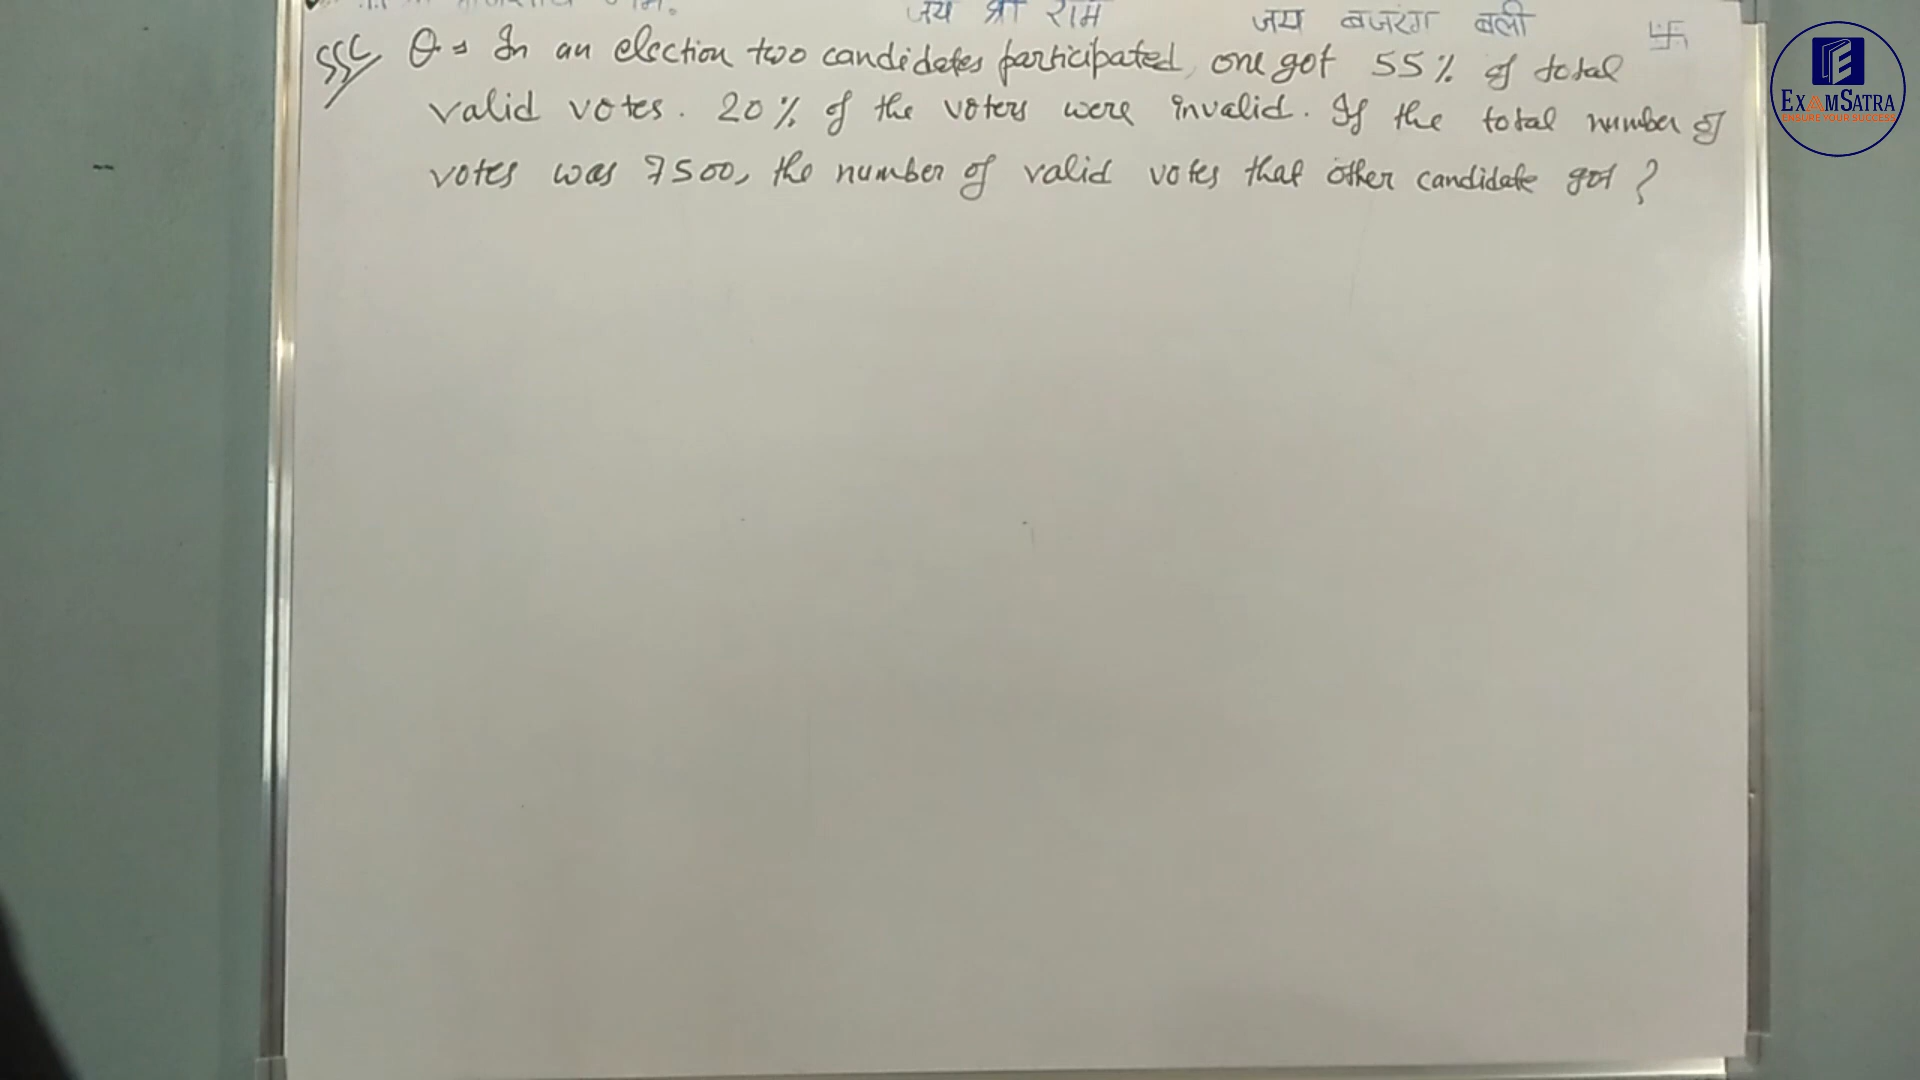 जय श्री राम जय बजरंग बली 卐
SSC Q → In an election two candidates participated, one got 55% of total
valid votes. 20% of the voters were invalid. If the total number of
votes was 7500, the number of valid votes that other candidate got ?
EXAMSATRA
ENSURE YOUR SUCCESS